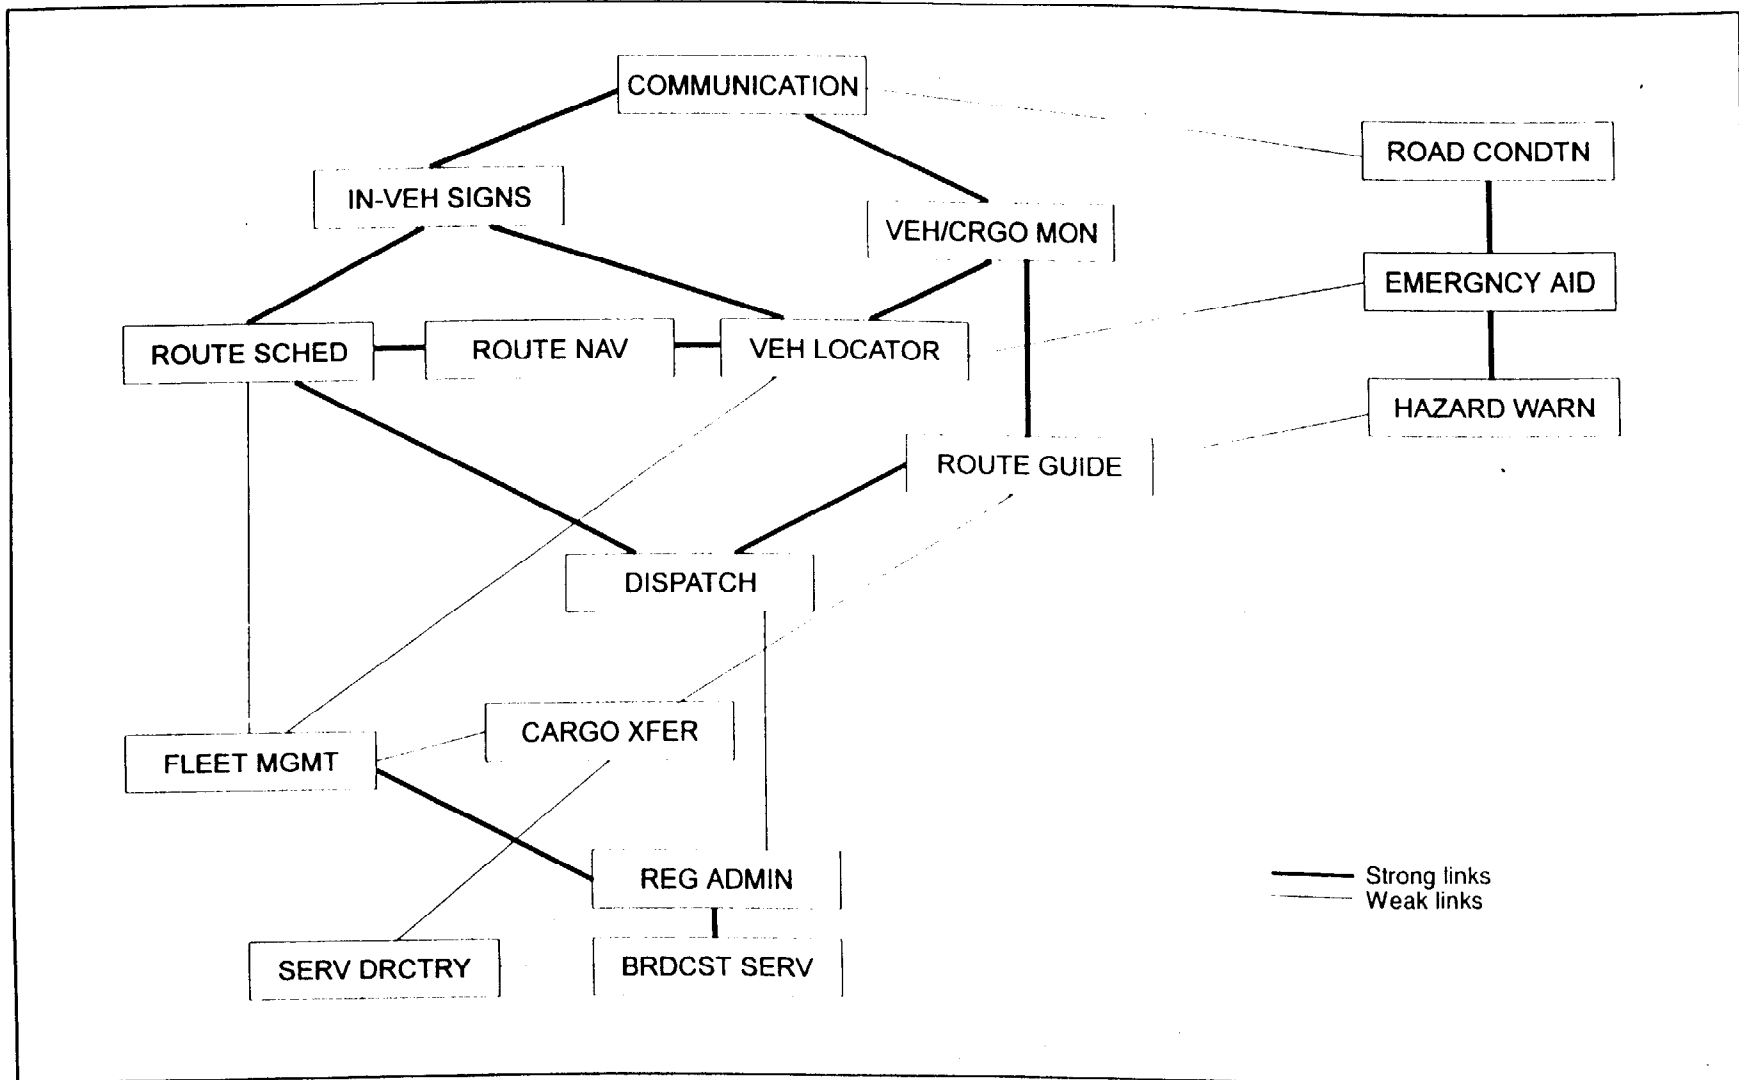 COMMUNICATION
ROAD CONDTN
IN-VEH SIGNS
VEH/CRGO MON
EMERGNCY AID
ROUTE SCHED
ROUTE NAV
VEH LOCATOR
HAZARD WARN
ROUTE GUIDE
DISPATCH
CARGO XFER
FLEET MGMT
REG ADMIN
Strong links
Weak links
SERV DRCTRY
BRDCST SERV